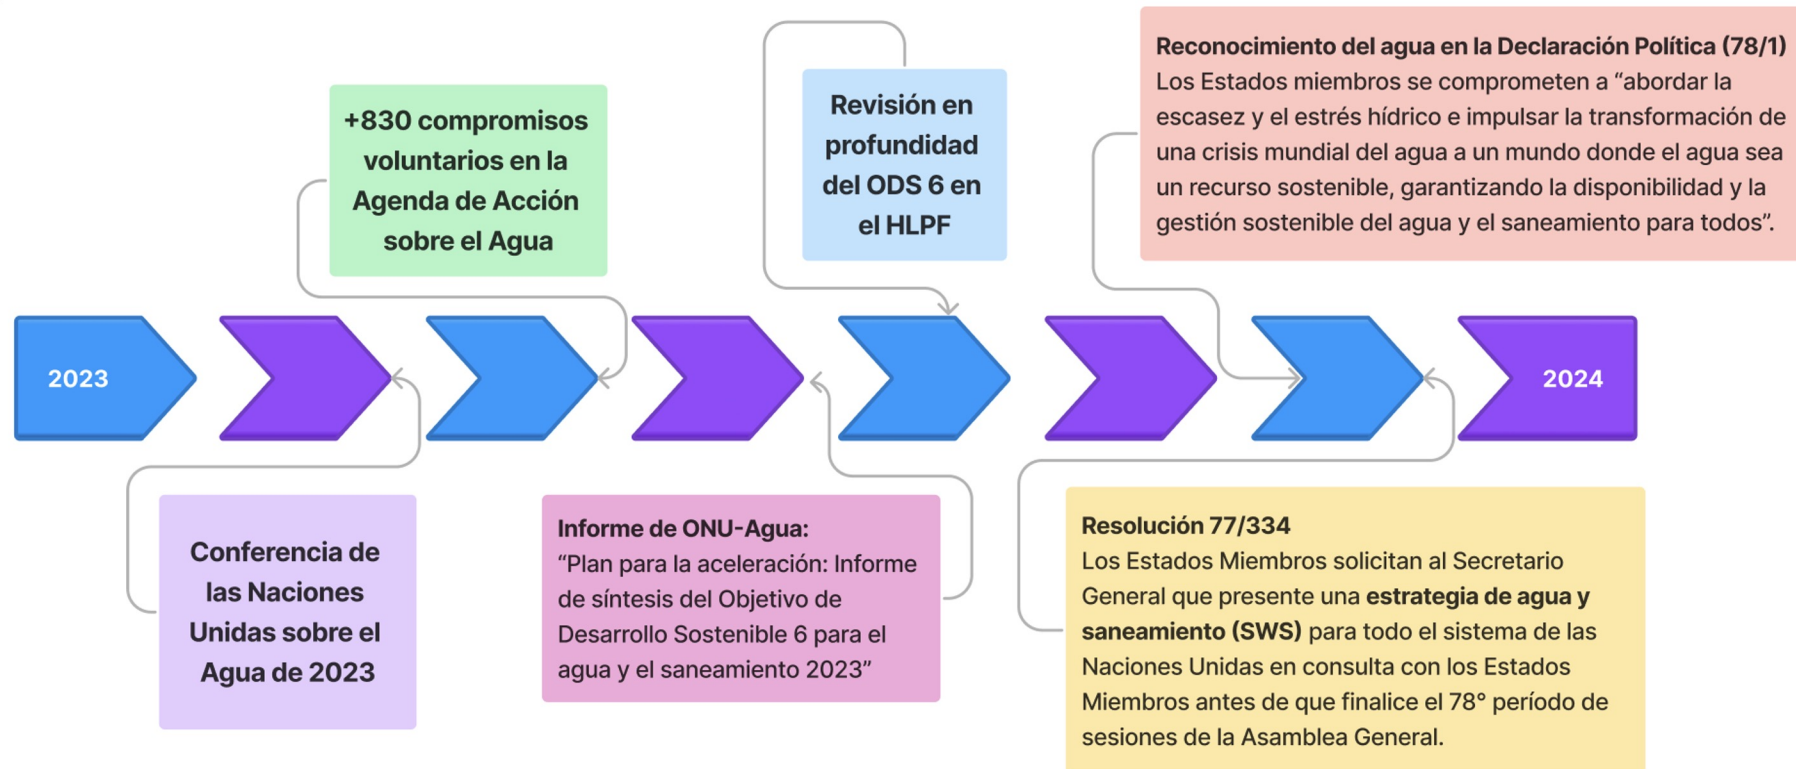 +830 compromisos
voluntarios en la
Agenda de Acción
sobre el Agua
Revisión en
profundidad
del ODS 6 en
el HLPF
Reconocimiento del agua en la Declaración Política (78/1)
Los Estados miembros se comprometen a “abordar la
escasez y el estrés hídrico e impulsar la transformación de
una crisis mundial del agua a un mundo donde el agua sea
un recurso sostenible, garantizando la disponibilidad y la
gestión sostenible del agua y el saneamiento para todos”.
2023
2024
Conferencia de
las Naciones
Unidas sobre el
Agua de 2023
Informe de ONU-Agua:
“Plan para la aceleración: Informe
de síntesis del Objetivo de
Desarrollo Sostenible 6 para el
agua y el saneamiento 2023”
Resolución 77/334
Los Estados Miembros solicitan al Secretario
General que presente una estrategia de agua y
saneamiento (SWS) para todo el sistema de las
Naciones Unidas en consulta con los Estados
Miembros antes de que finalice el 78° período de
sesiones de la Asamblea General.